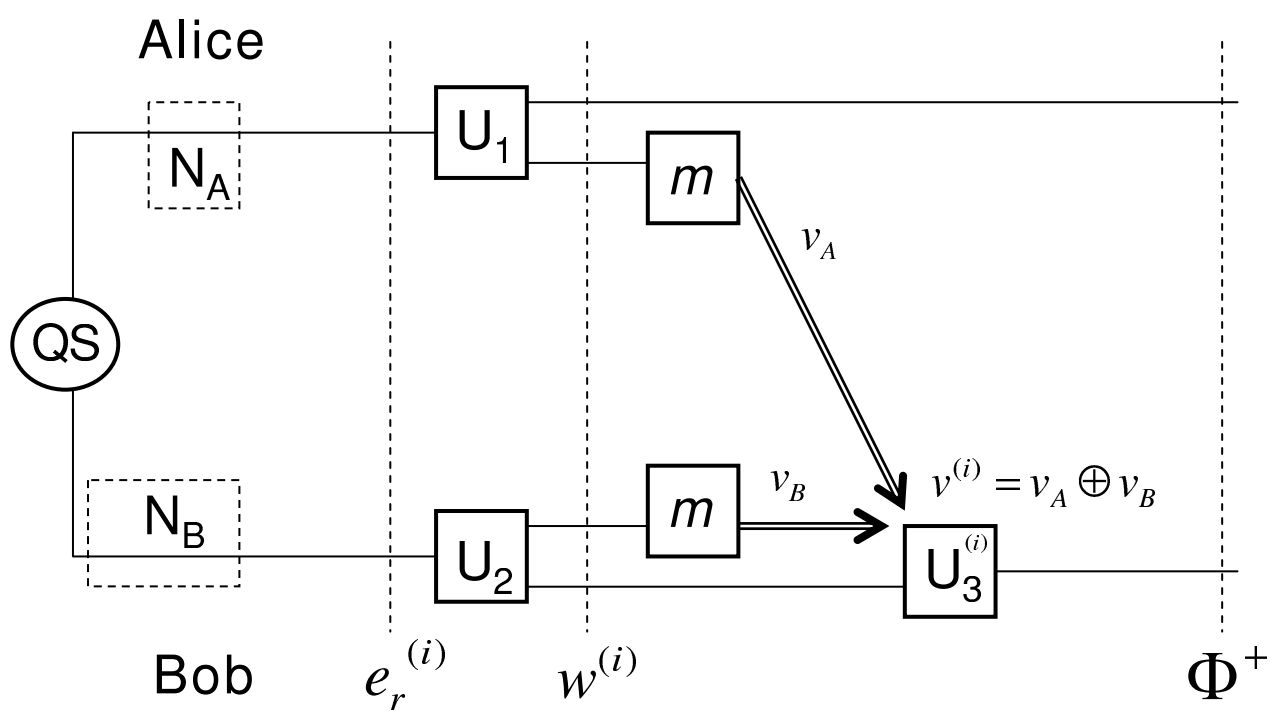 Alice
N_A
U_1
m
v_A
QS
N_B
U_2
m
v_B
v^{(i)} = v_A ⊕ v_B
U_3^{(i)}
Bob
e_r^{(i)}
w^{(i)}
Φ^+